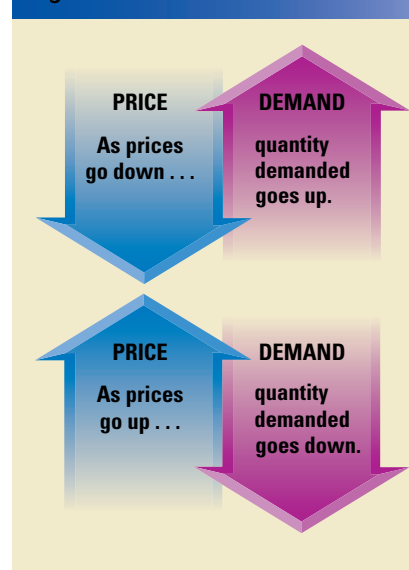 PRICE
As prices
go down . . .
DEMAND
quantity
demanded
goes up.
PRICE
As prices
go up . . .
DEMAND
quantity
demanded
goes down.